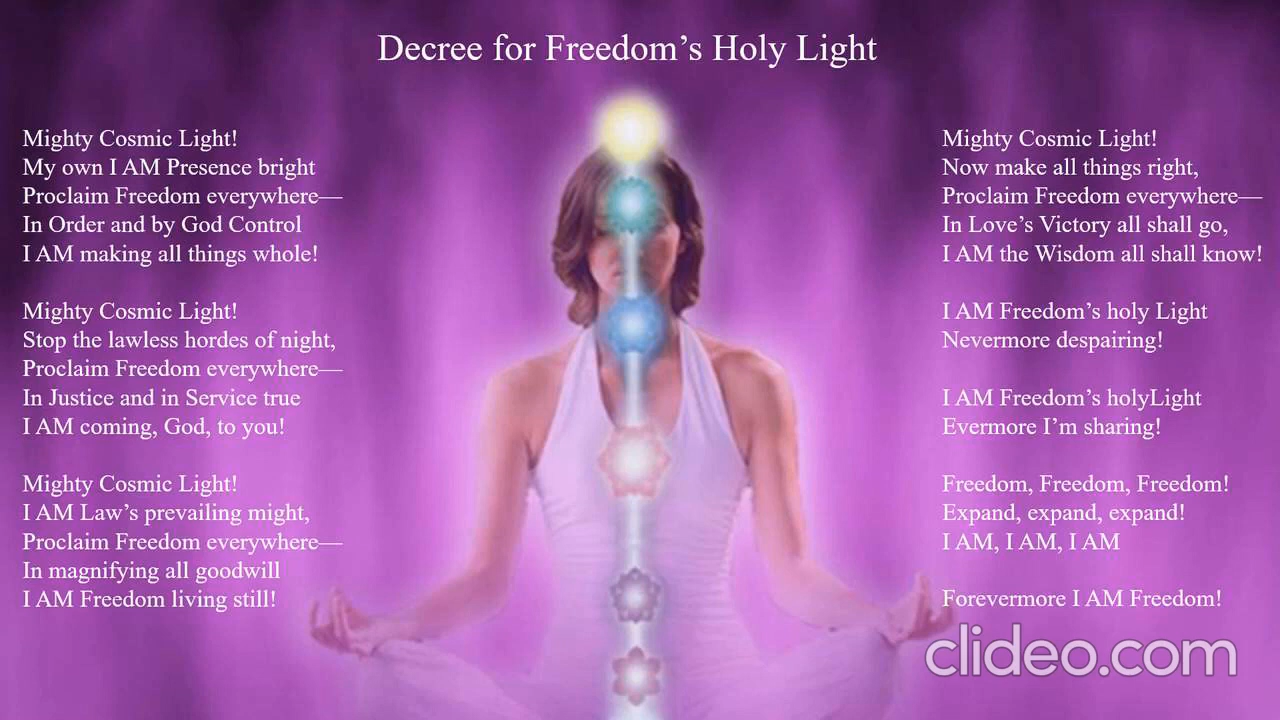 Decree for Freedom’s Holy Light
Mighty Cosmic Light!
My own I AM Presence bright
Proclaim Freedom everywhere—
In Order and by God Control
I AM making all things whole!
Mighty Cosmic Light!
Stop the lawless hordes of night,
Proclaim Freedom everywhere—
In Justice and in Service true
I AM coming, God, to you!
Mighty Cosmic Light!
I AM Law’s prevailing might,
Proclaim Freedom everywhere—
In magnifying all goodwill
I AM Freedom living still!
Mighty Cosmic Light!
Now make all things right,
Proclaim Freedom everywhere—
In Love’s Victory all shall go,
I AM the Wisdom all shall know!
I AM Freedom’s holy Light
Nevermore despairing!
I AM Freedom’s holyLight
Evermore I’m sharing!
Freedom, Freedom, Freedom!
Expand, expand, expand!
I AM, I AM, I AM
Forevermore I AM Freedom!
clideo.com